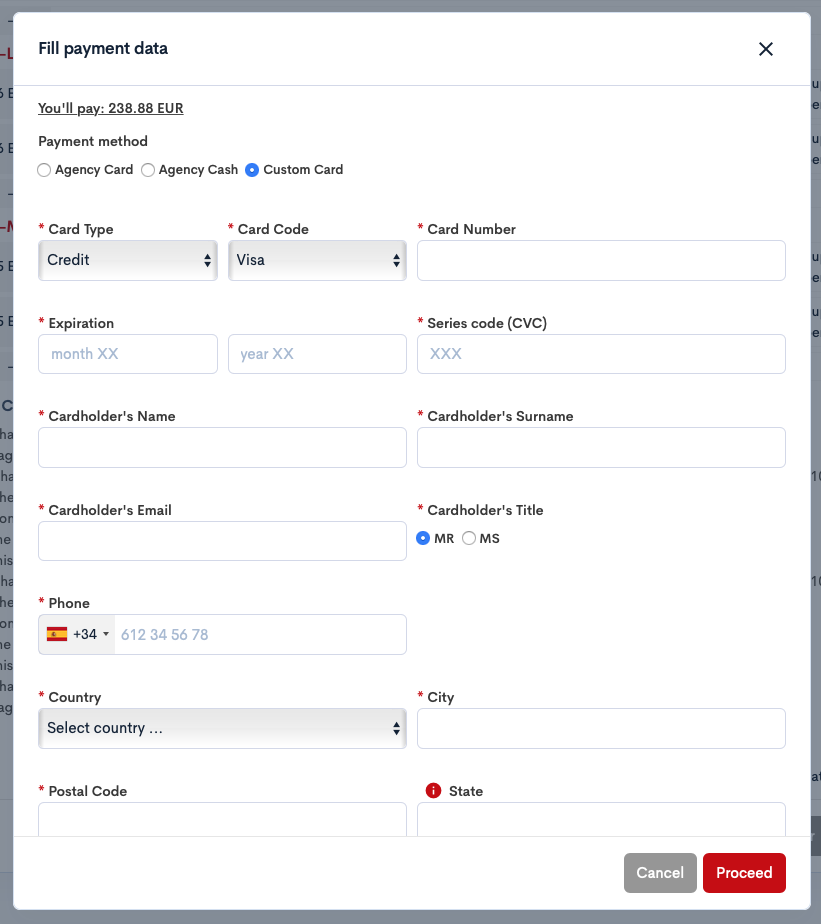 Fill payment data
You'll pay: 238.88 EUR
Payment method
Agency Card Agency Cash Custom Card
* Card Type * Card Code * Card Number
Credit Visa
* Expiration * Series code (CVC)
month XX year XX XXX
* Cardholder's Name * Cardholder's Surname
* Cardholder's Email * Cardholder's Title
MR MS
* Phone
+34 612 34 56 78
* Country * City
Select country ...
* Postal Code State
Cancel Proceed